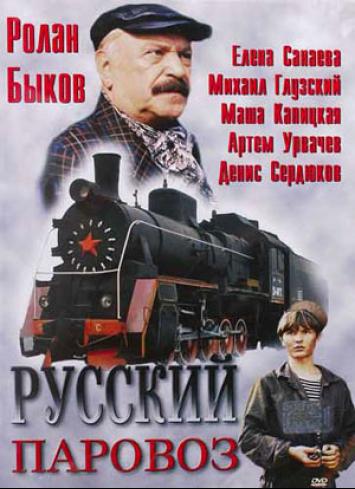 Ролан
Быков
Елена Санаева
Михаил Глузский
Маша Капицкая
Артем Урвачев
Денис Сердюков
РУССКИЙ
ПАРОВОЗ
DVD